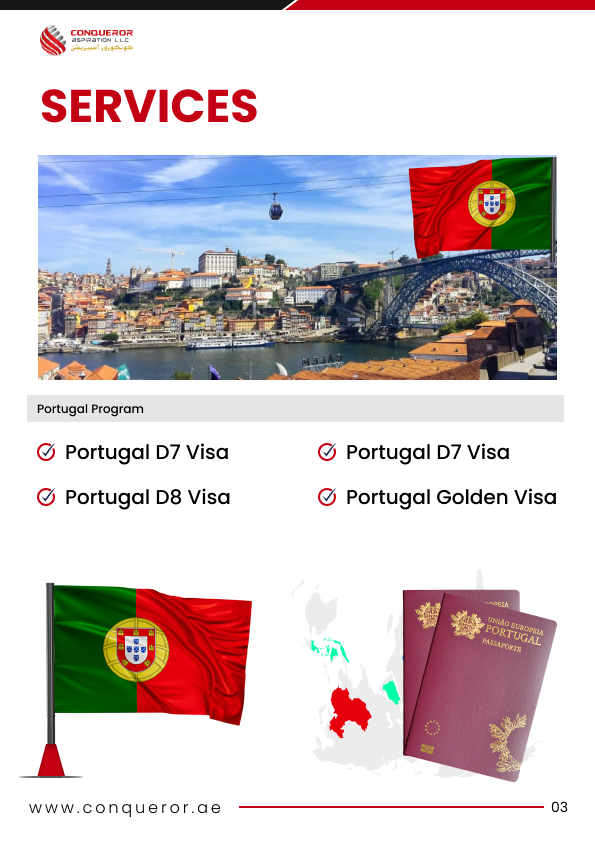 CONQUEROR
ASPIRATION L.L.C
كونكورور أسبيريشن
SERVICES
Portugal Program
Portugal D7 Visa
Portugal D7 Visa
Portugal D8 Visa
Portugal Golden Visa
UNIÃO EUROPEIA
PORTUGAL
PASSAPORTE
www.conqueror.ae
03